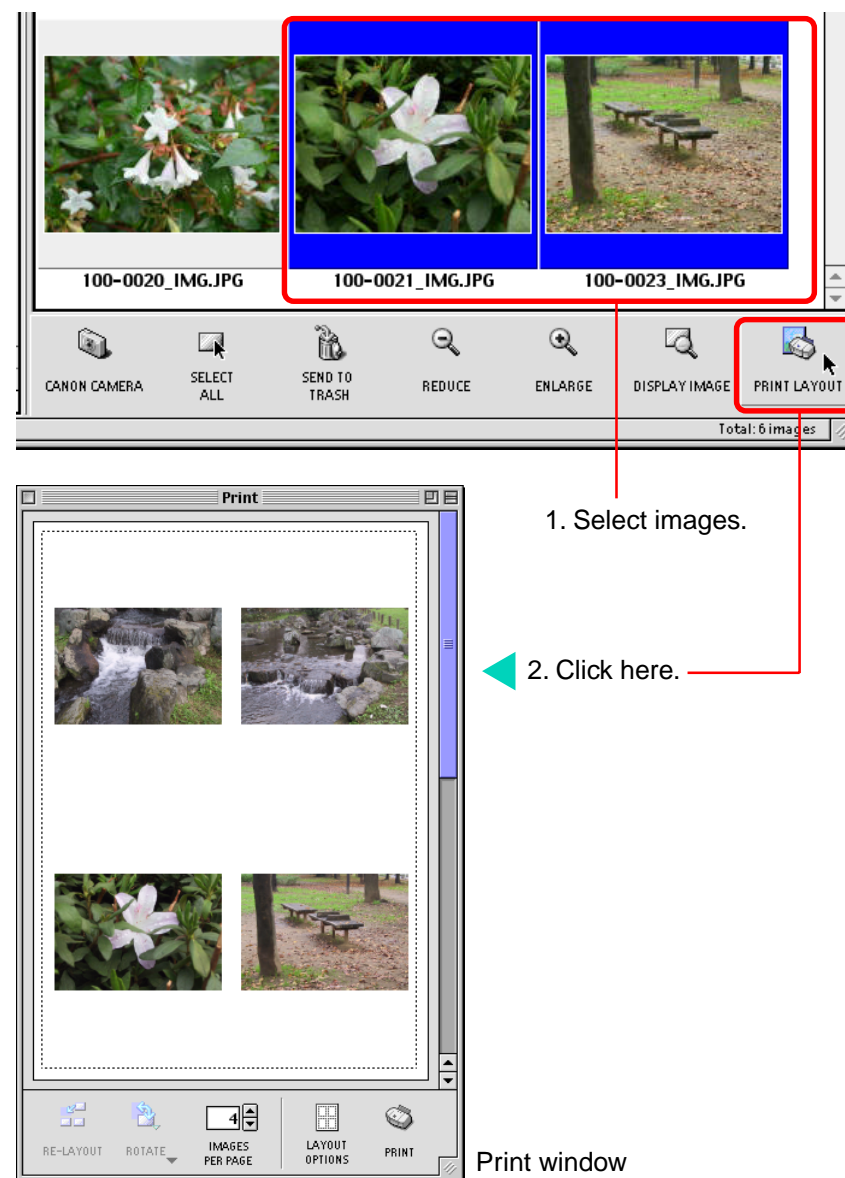 100-0020_IMG.JPG
100-0021_IMG.JPG
100-0023_IMG.JPG
CANON CAMERA
SELECT
ALL
SEND TO
TRASH
REDUCE
ENLARGE
DISPLAY IMAGE
PRINT LAYOUT
Total: 6 images
1. Select images.
Print
2. Click here.
RE-LAYOUT
ROTATE
4
IMAGES
PER PAGE
LAYOUT
OPTIONS
PRINT
Print window